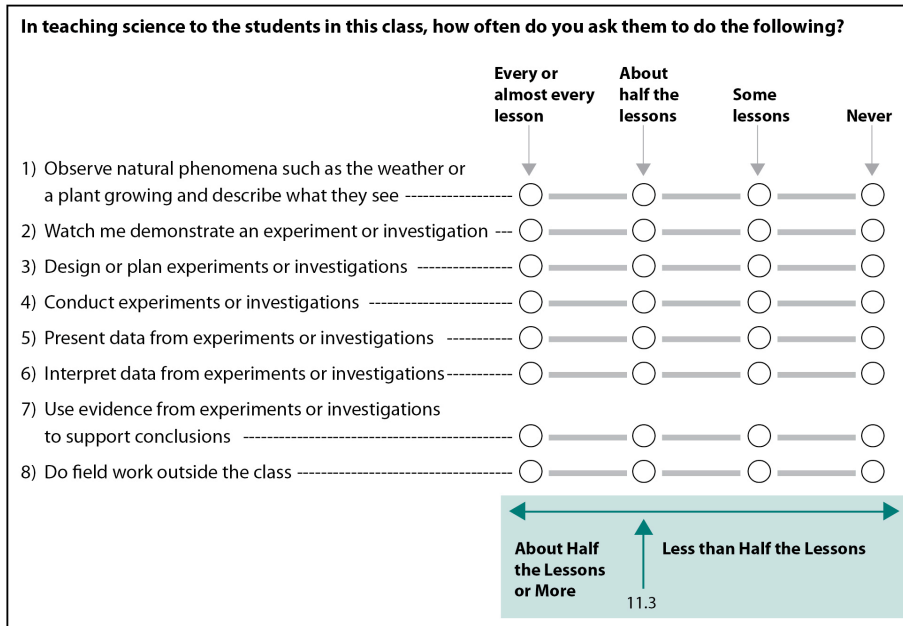 In teaching science to the students in this class, how often do you ask them to do the following?
Every or almost every lesson
About half the lessons
Some lessons
Never
1) Observe natural phenomena such as the weather or
a plant growing and describe what they see
2) Watch me demonstrate an experiment or investigation
3) Design or plan experiments or investigations
4) Conduct experiments or investigations
5) Present data from experiments or investigations
6) Interpret data from experiments or investigations
7) Use evidence from experiments or investigations
to support conclusions
8) Do field work outside the class
About Half
the Lessons
or More
Less than Half the Lessons
11.3